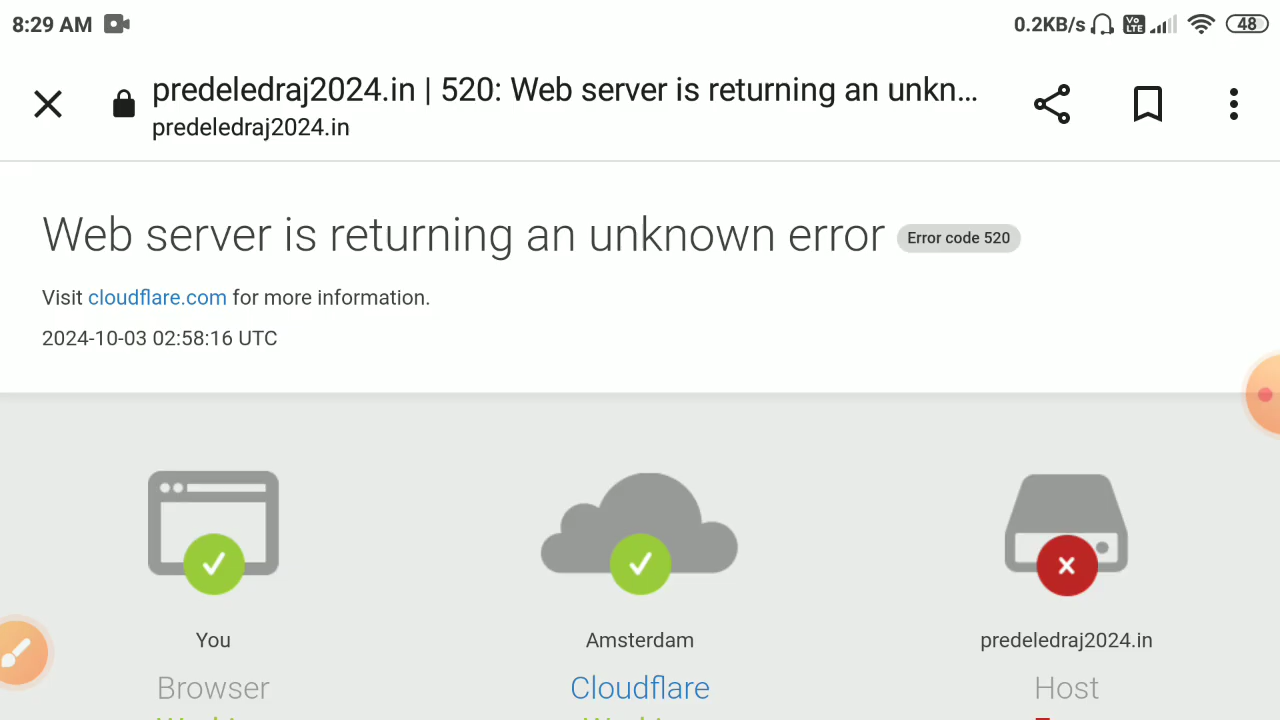 8:29 AM
0.2KB/s Vo LTE 48
predeledraj2024.in | 520: Web server is returning an unkn...
predeledraj2024.in
Web server is returning an unknown error Error code 520
Visit cloudflare.com for more information.
2024-10-03 02:58:16 UTC
You
Amsterdam
predeledraj2024.in
Browser
Cloudflare
Host